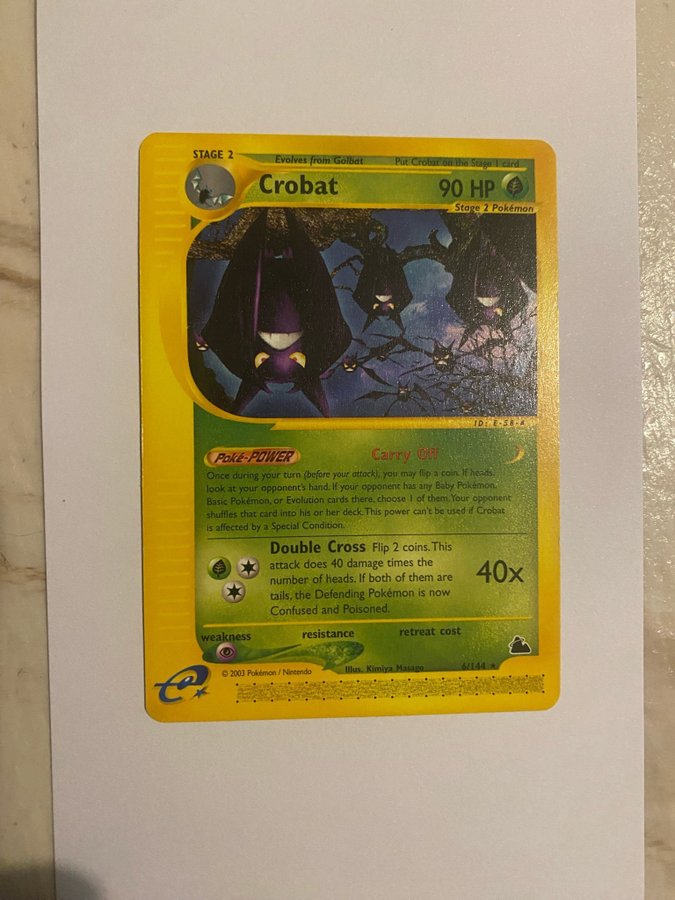 STAGE 2
Evolves from Golbat Put Crobat on the Stage 1 card
Crobat 90 HP
Stage 2 Pokémon
ID: E-58-R
Poké-POWER Carry Off
Once during your turn (before your attack), you may flip a coin. If heads,
look at your opponent's hand. If your opponent has any Baby Pokémon,
Basic Pokémon, or Evolution cards there, choose 1 of them. Your opponent
shuffles that card into his or her deck. This power can't be used if Crobat
is affected by a Special Condition.
Double Cross Flip 2 coins. This
attack does 40 damage times the
number of heads. If both of them are
tails, the Defending Pokémon is now
Confused and Poisoned.
40x
weakness resistance retreat cost
© 2003 Pokémon / Nintendo Illus. Kimiya Masago 6/144 ★
e